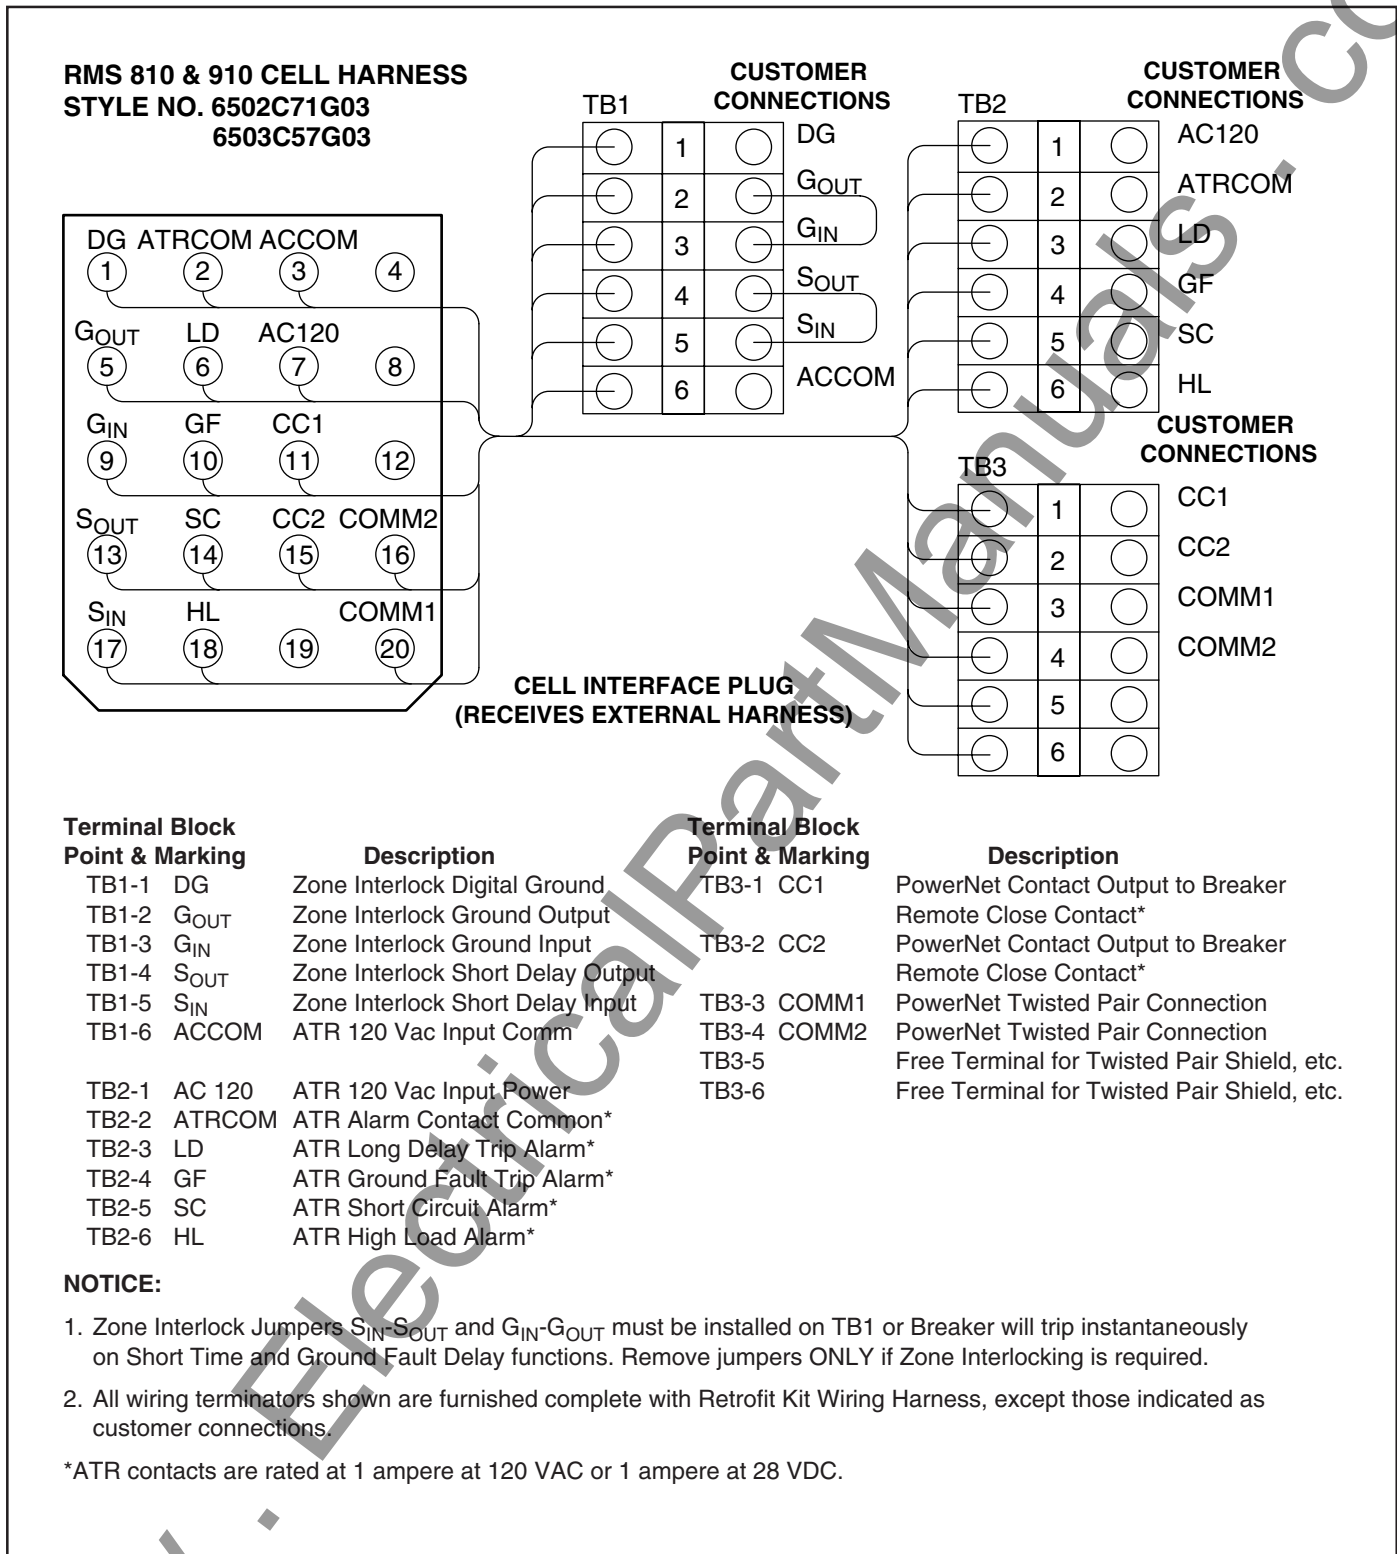 RMS 810 & 910 CELL HARNESS
STYLE NO. 6502C71G03
6503C57G03
DG ATRCOM ACCOM
1 2 3 4
GOUT LD AC120
5 6 7 8
GIN GF CC1
9 10 11 12
SOUT SC CC2 COMM2
13 14 15 16
SIN HL COMM1
17 18 19 20
CELL INTERFACE PLUG
(RECEIVES EXTERNAL HARNESS)
TB1
CUSTOMER
CONNECTIONS
1 DG
2 GOUT
3 GIN
4 SOUT
5 SIN
6 ACCOM
TB2
CUSTOMER
CONNECTIONS
1 AC120
2 ATRCOM
3 LD
4 GF
5 SC
6 HL
TB3
CUSTOMER
CONNECTIONS
1 CC1
2 CC2
3 COMM1
4 COMM2
5
6
Terminal Block
Point & Marking Description
TB1-1 DG Zone Interlock Digital Ground
TB1-2 GOUT Zone Interlock Ground Output
TB1-3 GIN Zone Interlock Ground Input
TB1-4 SOUT Zone Interlock Short Delay Output
TB1-5 SIN Zone Interlock Short Delay Input
TB1-6 ACCOM ATR 120 Vac Input Comm
TB2-1 AC 120 ATR 120 Vac Input Power
TB2-2 ATRCOM ATR Alarm Contact Common*
TB2-3 LD ATR Long Delay Trip Alarm*
TB2-4 GF ATR Ground Fault Trip Alarm*
TB2-5 SC ATR Short Circuit Alarm*
TB2-6 HL ATR High Load Alarm*
Terminal Block
Point & Marking Description
TB3-1 CC1 PowerNet Contact Output to Breaker
Remote Close Contact*
TB3-2 CC2 PowerNet Contact Output to Breaker
Remote Close Contact*
TB3-3 COMM1 PowerNet Twisted Pair Connection
TB3-4 COMM2 PowerNet Twisted Pair Connection
TB3-5 Free Terminal for Twisted Pair Shield, etc.
TB3-6 Free Terminal for Twisted Pair Shield, etc.
NOTICE:
1. Zone Interlock Jumpers SIN-SOUT and GIN-GOUT must be installed on TB1 or Breaker will trip instantaneously
on Short Time and Ground Fault Delay functions. Remove jumpers ONLY if Zone Interlocking is required.
2. All wiring terminators shown are furnished complete with Retrofit Kit Wiring Harness, except those indicated as
customer connections.
*ATR contacts are rated at 1 ampere at 120 VAC or 1 ampere at 28 VDC.
. ElectricalPartManuals . co